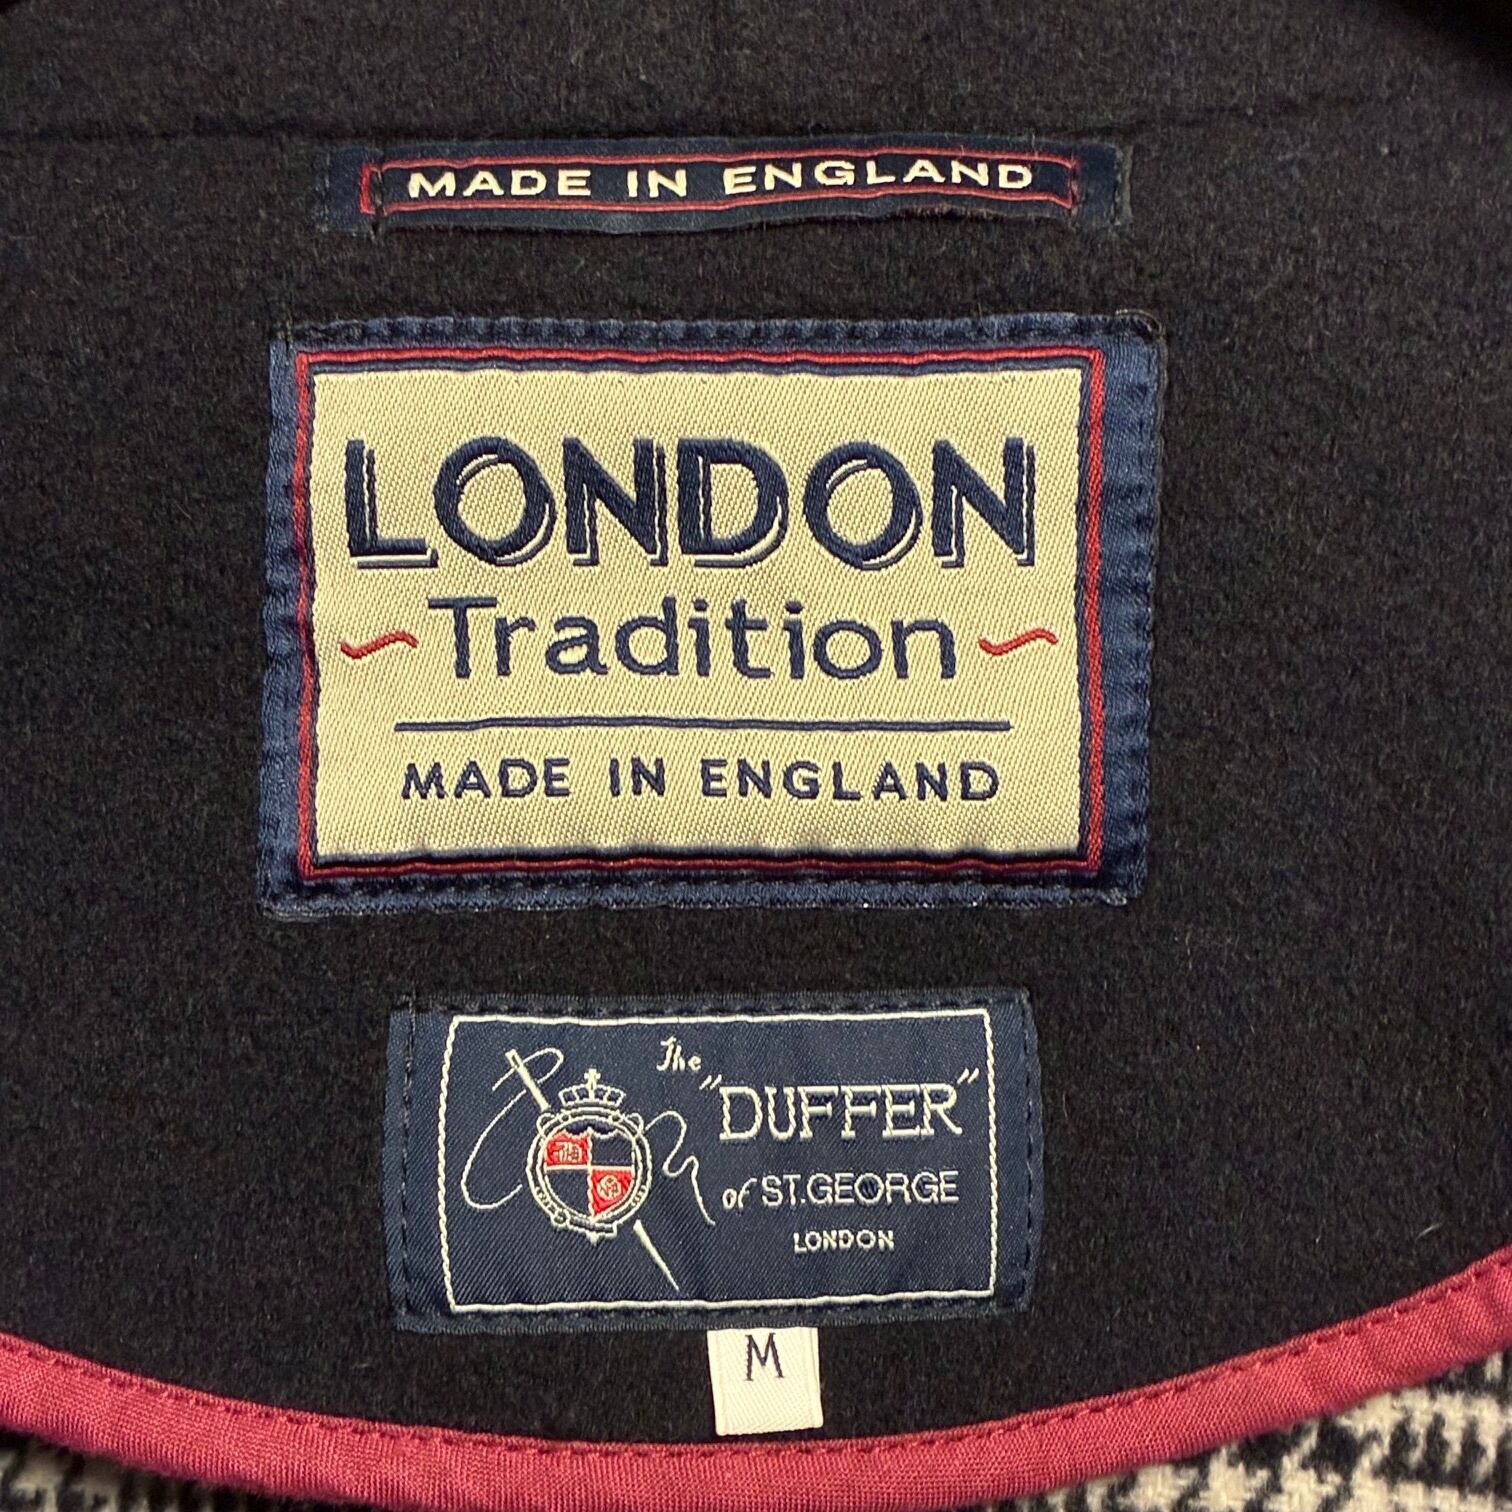 MADE IN ENGLAND
LONDON
~ Tradition ~
MADE IN ENGLAND
The
"DUFFER"
of ST.GEORGE
LONDON
M